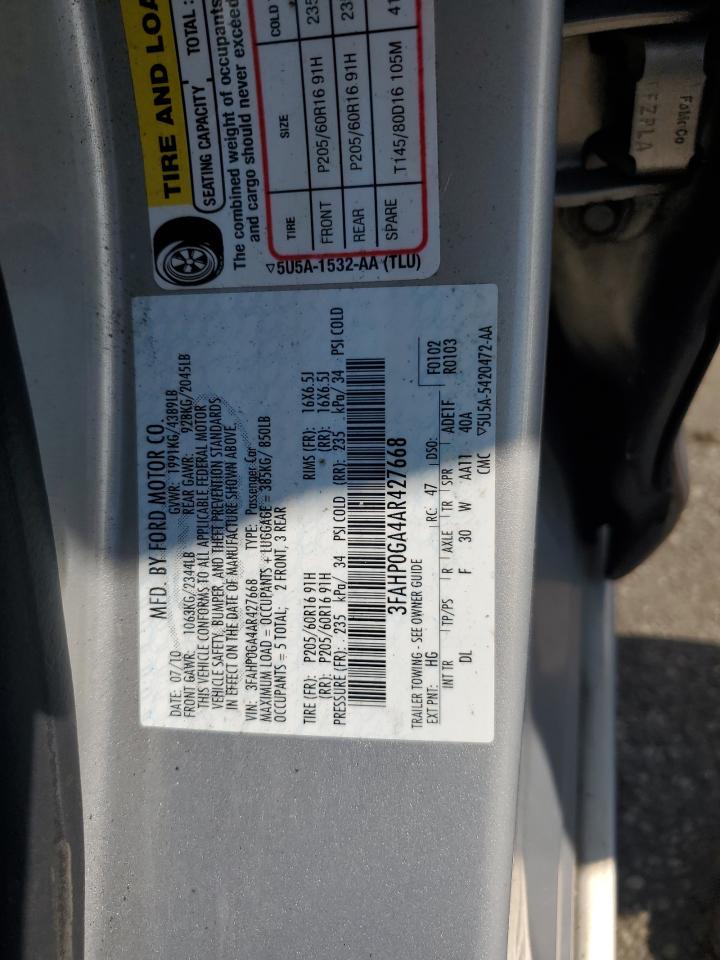 MFD. BY FORD MOTOR CO.
DATE: 07/10 GVWR: 1991KG/4389LB
FRONT GAWR: 1063KG/2344LB REAR GAWR: 928KG/2045LB
THIS VEHICLE CONFORMS TO ALL APPLICABLE FEDERAL MOTOR
VEHICLE SAFETY, BUMPER, AND THEFT PREVENTION STANDARDS
IN EFFECT ON THE DATE OF MANUFACTURE SHOWN ABOVE.
VIN: 3FAHP0GA4AR427668 TYPE: Passenger Car
MAXIMUM LOAD = OCCUPANTS + LUGGAGE = 385KG/ 850LB
OCCUPANTS = 5 TOTAL; 2 FRONT, 3 REAR
TIRE (FR): P205/60R16 91H RIMS (FR): 16X6.5J
(RR): P205/60R16 91H (RR): 16X6.5J
PRESSURE (FR): 235 kPa/ 34 PSI COLD (RR): 235 kPa/ 34 PSI COLD
3FAHP0GA4AR427668
TRAILER TOWING - SEE OWNER GUIDE
EXT PNT: HG RC: 47 DSO: F0102
R0103
INT TR TP/PS R AXLE TR SPR ADE1F
DL F 30 W AA11 40A
CMC ▽5U5A-5420472-AA
TIRE AND LOA
SEATING CAPACITY TOTAL :
The combined weight of occupants
and cargo should never exceed
TIRE SIZE COLD
FRONT P205/60R16 91H 235
REAR P205/60R16 91H 23
SPARE T145/80D16 105M 41
▽5U5A-1532-AA (TLU)
FoMoCo